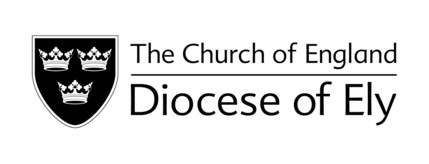 The Church of England
Diocese of Ely